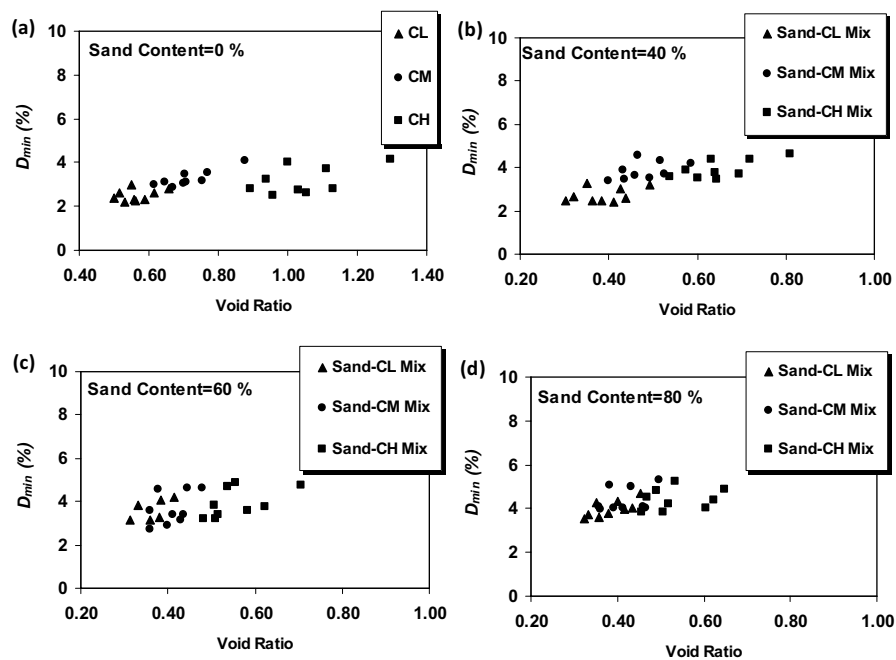 (a)
Sand Content=0 %
CL
CM
CH
10
8
6
4
2
0
0.40 0.60 0.80 1.00 1.20 1.40
Dmin (%)
Void Ratio
(b)
Sand Content=40 %
Sand-CL Mix
Sand-CM Mix
Sand-CH Mix
10
8
6
4
2
0
0.20 0.40 0.60 0.80 1.00
Dmin (%)
Void Ratio
(c)
Sand Content=60 %
Sand-CL Mix
Sand-CM Mix
Sand-CH Mix
10
8
6
4
2
0
0.20 0.40 0.60 0.80 1.00
Dmin (%)
Void Ratio
(d)
Sand Content=80 %
Sand-CL Mix
Sand-CM Mix
Sand-CH Mix
10
8
6
4
2
0
0.20 0.40 0.60 0.80 1.00
Dmin (%)
Void Ratio